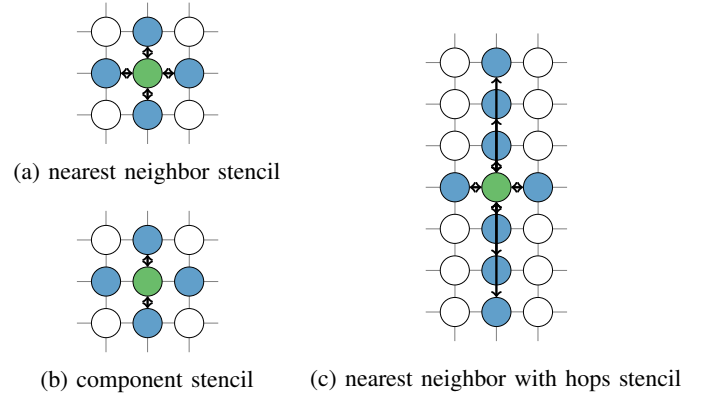 (a) nearest neighbor stencil
(b) component stencil
(c) nearest neighbor with hops stencil